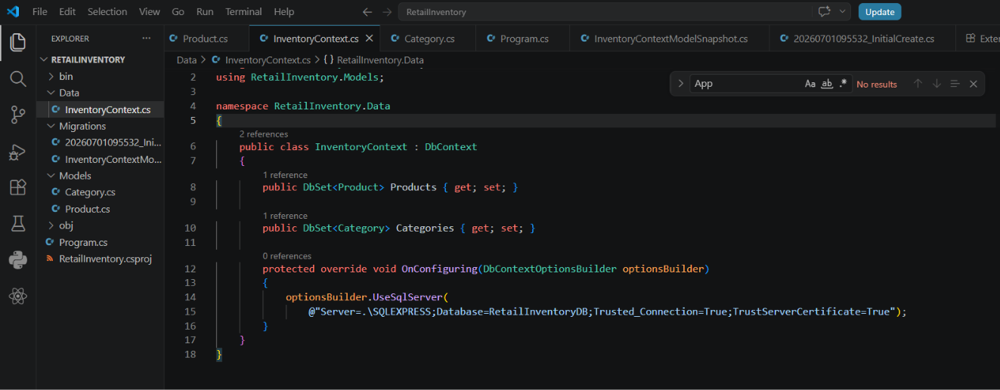 File Edit Selection View Go Run Terminal Help
RetailInventory
Update
EXPLORER
RETAILINVENTORY
bin
Data
InventoryContext.cs
Migrations
20260701095532_Ini...
InventoryContextMo...
Models
Category.cs
Product.cs
obj
Program.cs
RetailInventory.csproj
Product.cs InventoryContext.cs Category.cs Program.cs InventoryContextModelSnapshot.cs 20260701095532_InitialCreate.cs Exter
Data > InventoryContext.cs > {} RetailInventory.Data
App Aa ab .* No results
2 using RetailInventory.Models;
3
4 namespace RetailInventory.Data
5 {
2 references
6 public class InventoryContext : DbContext
7 {
1 reference
8 public DbSet<Product> Products { get; set; }
9
1 reference
10 public DbSet<Category> Categories { get; set; }
11
0 references
12 protected override void OnConfiguring(DbContextOptionsBuilder optionsBuilder)
13 {
14 optionsBuilder.UseSqlServer(
15 @"Server=.\SQLEXPRESS;Database=RetailInventoryDB;Trusted_Connection=True;TrustServerCertificate=True");
16 }
17 }
18 }